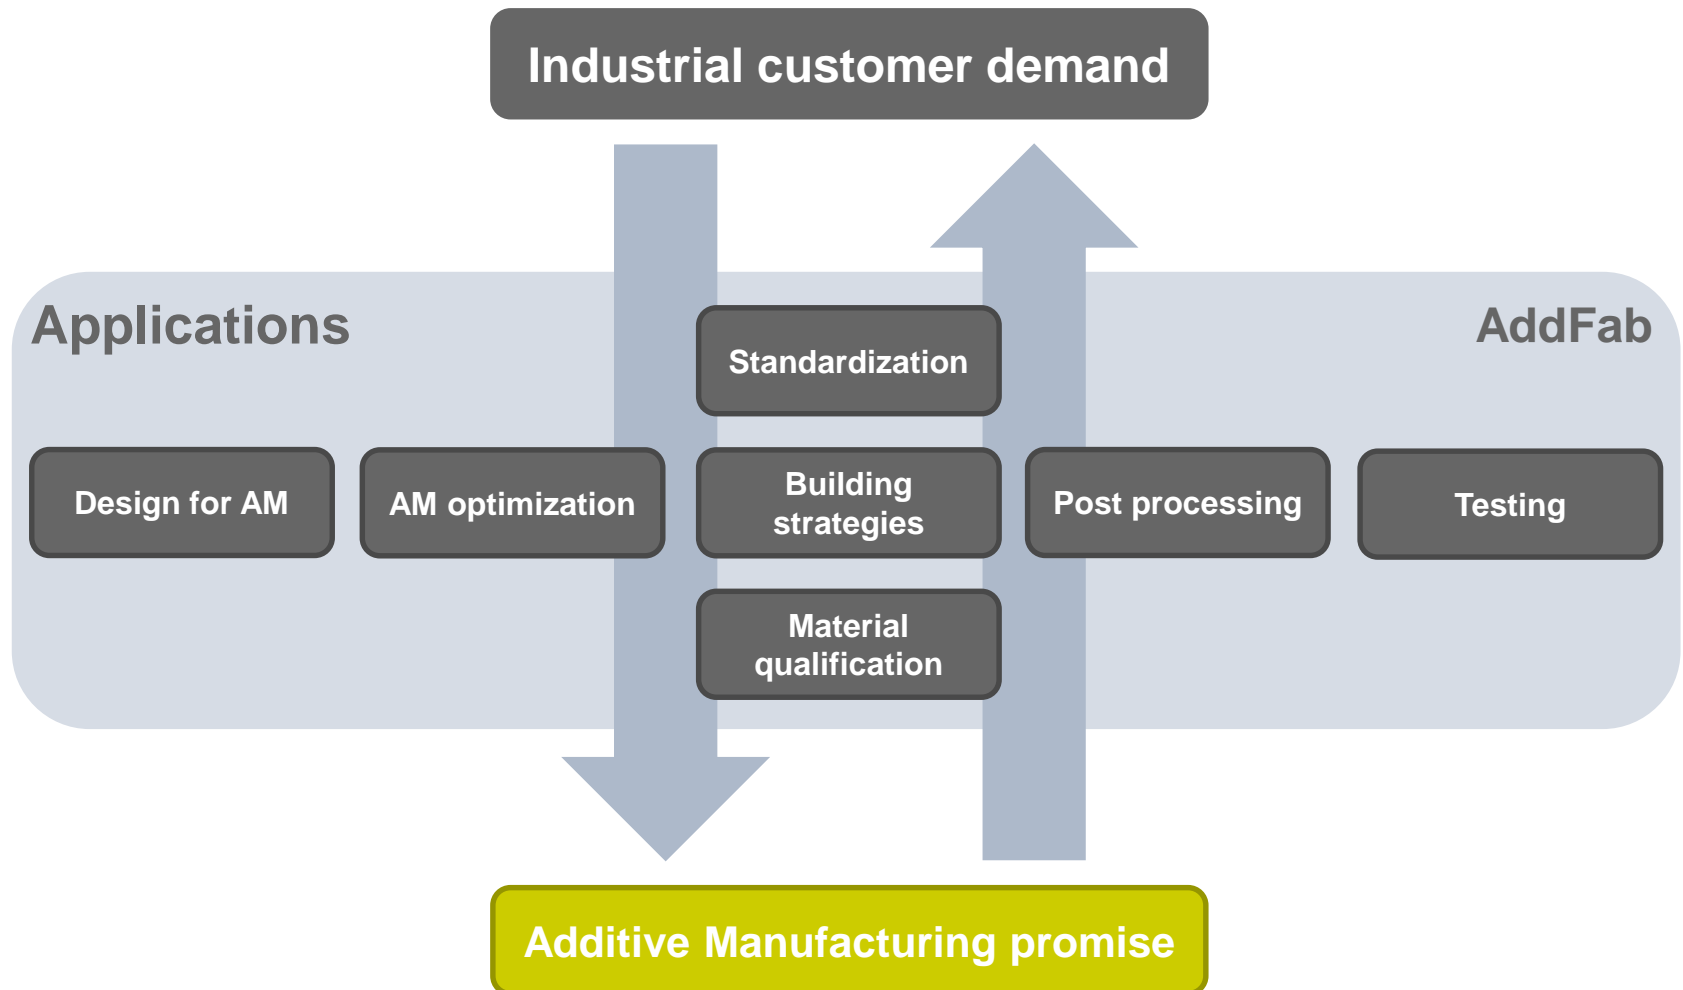 Industrial customer demand
Applications
AddFab
Standardization
Design for AM
AM optimization
Building
strategies
Post processing
Testing
Material
qualification
Additive Manufacturing promise